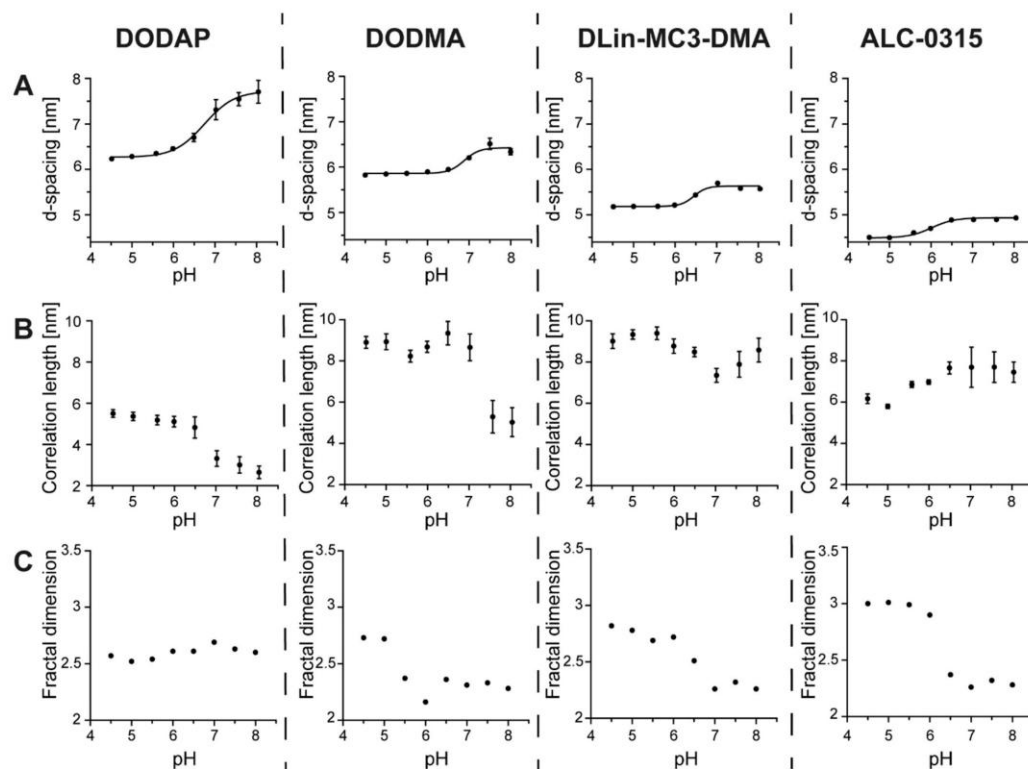 DODAP DODMA DLin-MC3-DMA ALC-0315
A
d-spacing [nm]
8
7
6
5
4 5 6 7 8
pH
d-spacing [nm]
8
7
6
5
4 5 6 7 8
pH
d-spacing [nm]
8
7
6
5
4 5 6 7 8
pH
d-spacing [nm]
8
7
6
5
4 5 6 7 8
pH
B
Correlation length [nm]
10
8
6
4
2
4 5 6 7 8
pH
Correlation length [nm]
10
8
6
4
2
4 5 6 7 8
pH
Correlation length [nm]
10
8
6
4
2
4 5 6 7 8
pH
Correlation length [nm]
10
8
6
4
2
4 5 6 7 8
pH
C
Fractal dimension
3.5
3
2.5
2
4 5 6 7 8
pH
Fractal dimension
3.5
3
2.5
2
4 5 6 7 8
pH
Fractal dimension
3.5
3
2.5
2
4 5 6 7 8
pH
Fractal dimension
3.5
3
2.5
2
4 5 6 7 8
pH